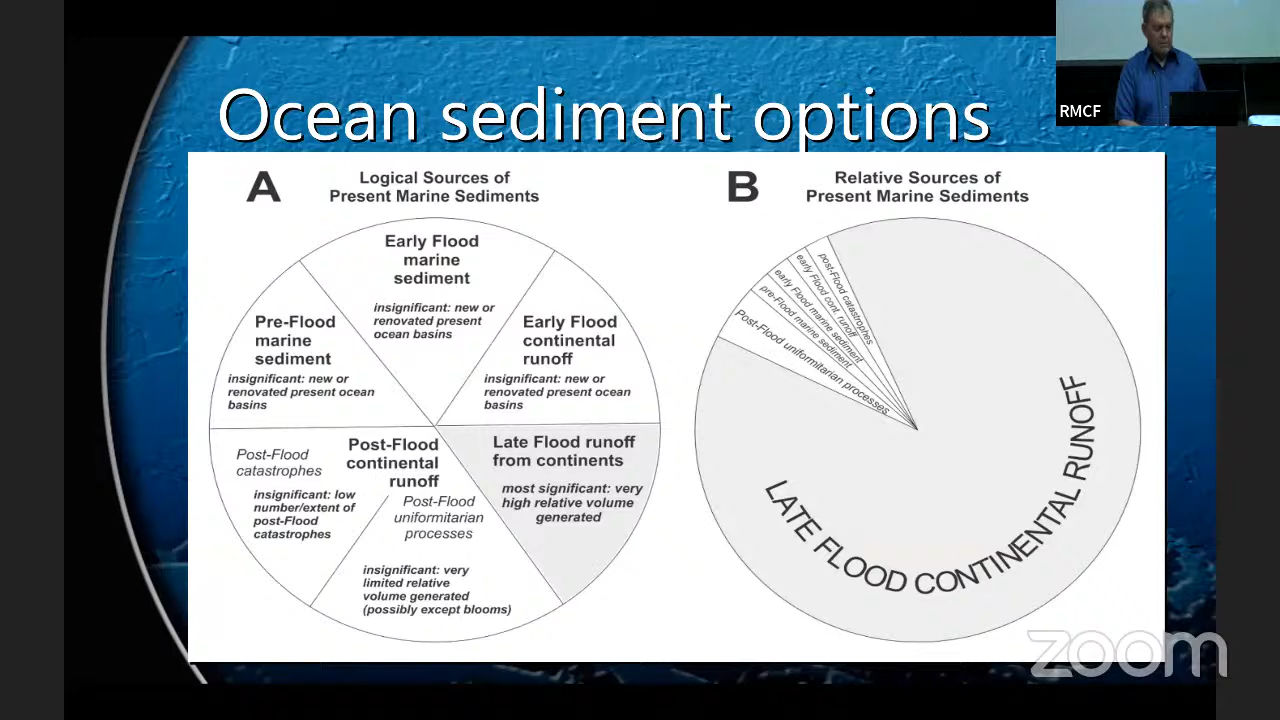 Ocean sediment options
RMCF
A
Logical Sources of
Present Marine Sediments
Early Flood
marine
sediment
insignificant: new or
renovated present
ocean basins
Pre-Flood
marine
sediment
insignificant: new or
renovated present ocean
basins
Early Flood
continental
runoff
insignificant: new or
renovated present ocean
basins
Post-Flood
catastrophes
insignificant: low
number/extent of
post-Flood
catastrophes
Post-Flood
continental
runoff
Post-Flood
uniformitarian
processes
insignificant: very
limited relative
volume generated
(possibly except blooms)
Late Flood runoff
from continents
most significant: very
high relative volume
generated
B
Relative Sources of
Present Marine Sediments
post-Flood catastrophes
early Flood cont. runoff
early Flood marine sediment
pre-Flood marine sediment
Post-Flood uniformitarian processes
LATE FLOOD CONTINENTAL RUNOFF
zoom